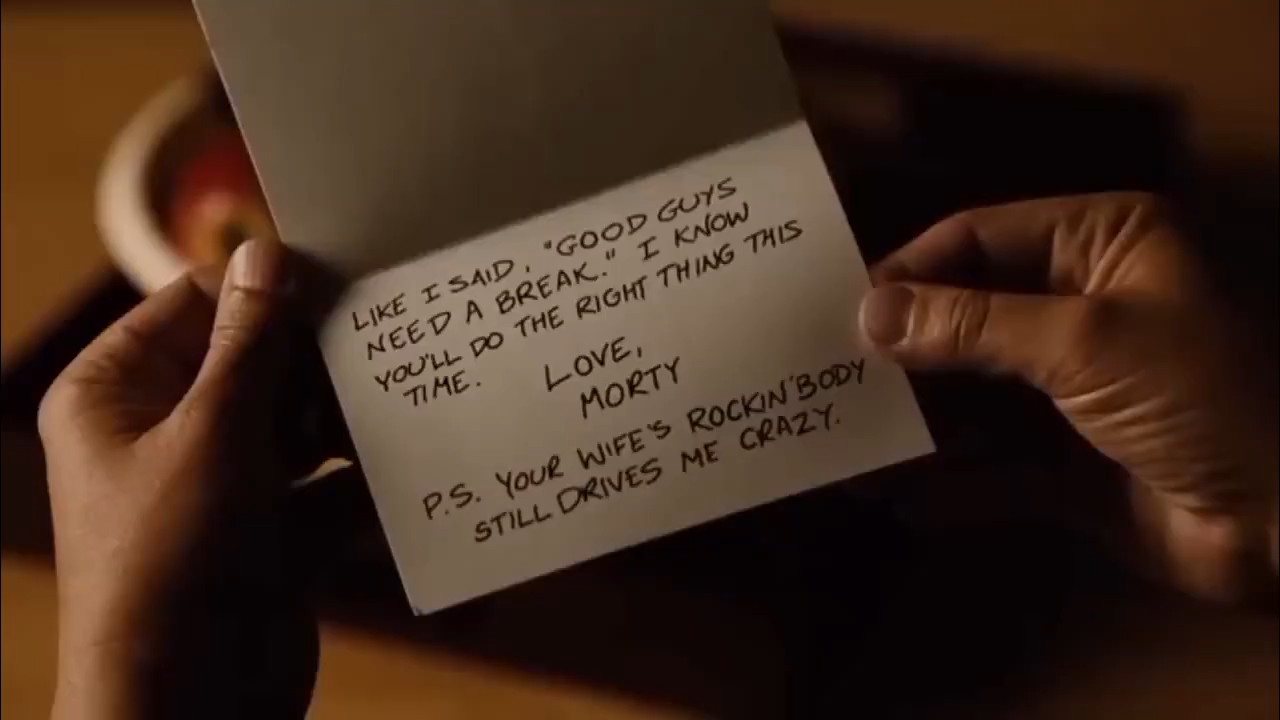 LIKE I SAID, "GOOD GUYS
NEED A BREAK." I KNOW
YOU'LL DO THE RIGHT THING THIS
TIME.
LOVE,
MORTY
P.S. YOUR WIFE'S ROCKIN' BODY
STILL DRIVES ME CRAZY.